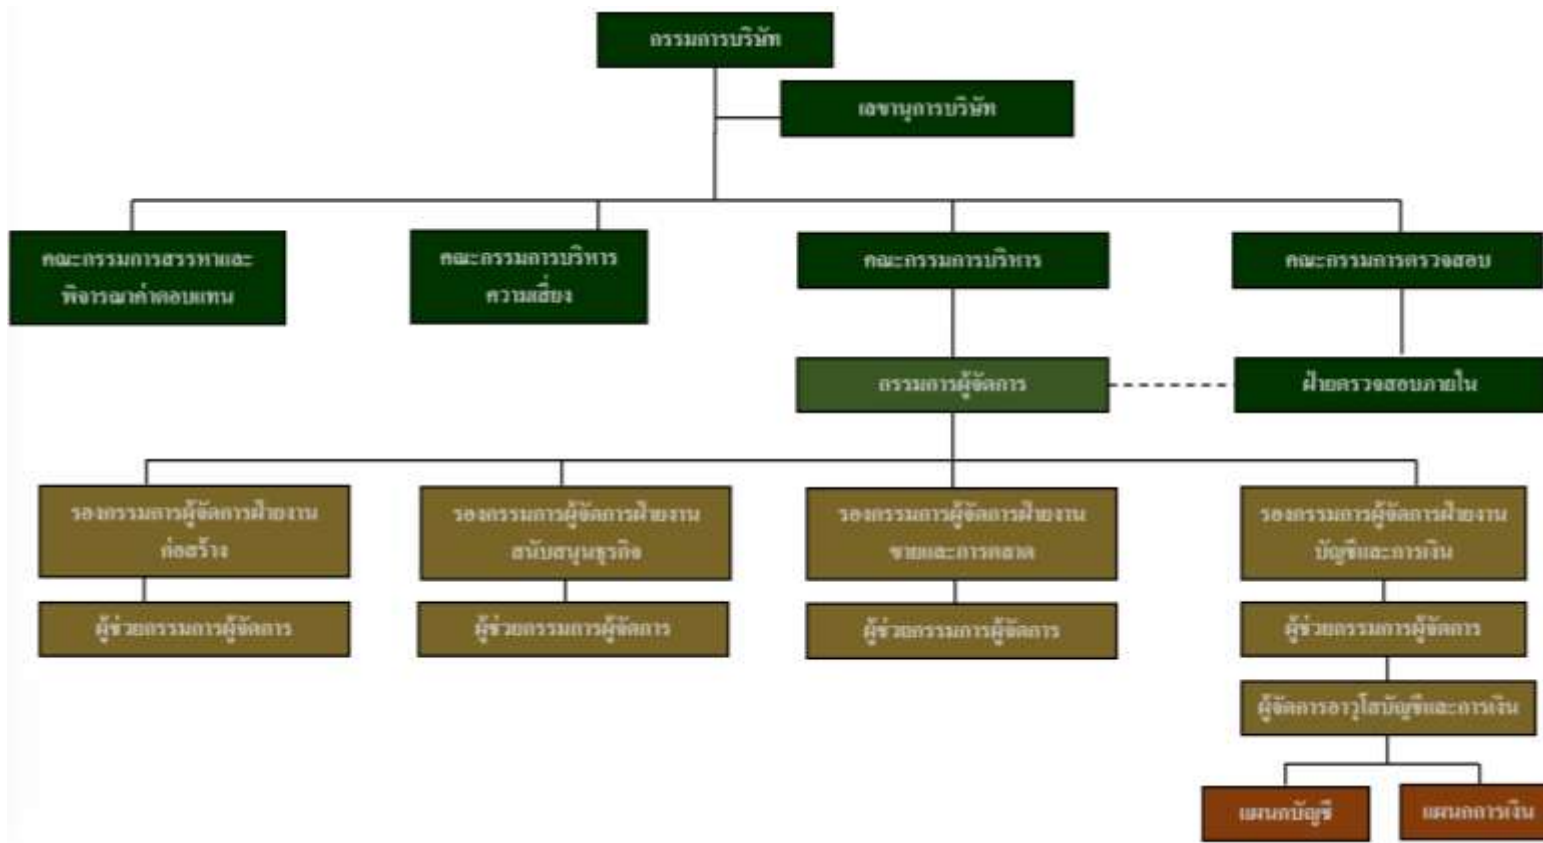 กรรมการบริษัท
เลขานุการบริษัท
คณะกรรมการสรรหาและ
พิจารณาค่าตอบแทน
คณะกรรมการบริหาร
ความเสี่ยง
คณะกรรมการบริหาร
คณะกรรมการตรวจสอบ
กรรมการผู้จัดการ
ฝ่ายตรวจสอบภายใน
รองกรรมการผู้จัดการฝ่ายงาน
ก่อสร้าง
รองกรรมการผู้จัดการฝ่ายงาน
สนับสนุนธุรกิจ
รองกรรมการผู้จัดการฝ่ายงาน
ขายและการตลาด
รองกรรมการผู้จัดการฝ่ายงาน
บัญชีและการเงิน
ผู้ช่วยกรรมการผู้จัดการ
ผู้ช่วยกรรมการผู้จัดการ
ผู้ช่วยกรรมการผู้จัดการ
ผู้ช่วยกรรมการผู้จัดการ
ผู้จัดการอาวุโสบัญชีและการเงิน
แผนกบัญชี
แผนกการเงิน